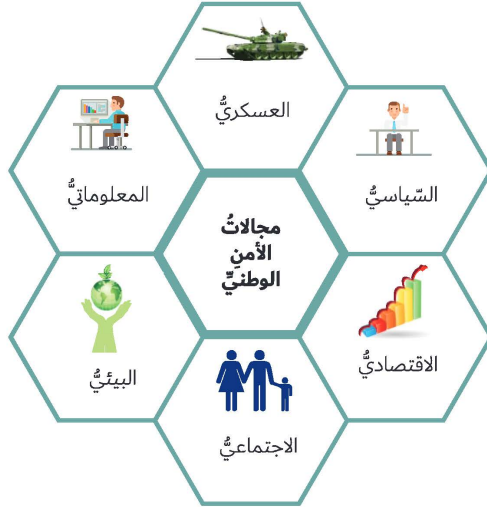 مجالاتُ
الأمنِ
الوطنيِّ
العسكريُّ
السّياسيُّ
الاقتصاديُّ
الاجتماعيُّ
البيئيُّ
المعلوماتيُّ